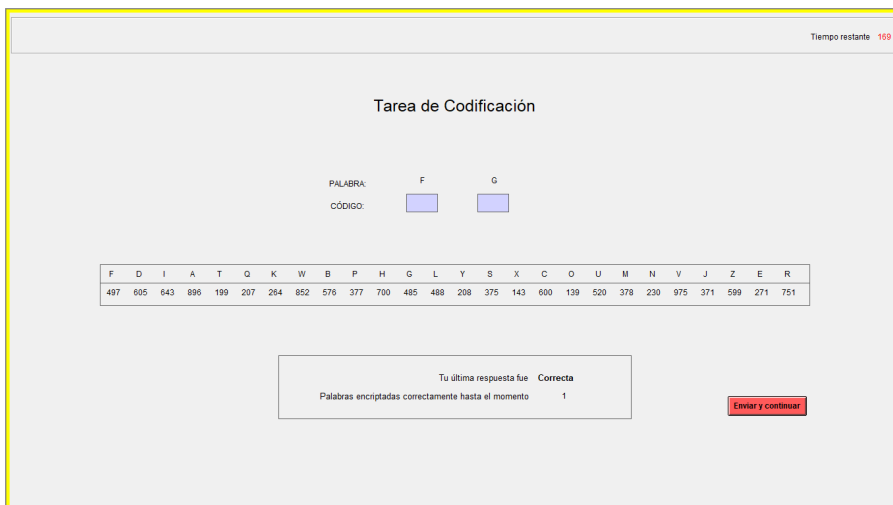 Tiempo restante 169
Tarea de Codificación
PALABRA: F G
CÓDIGO:
F D I A T Q K W B P H G L Y S X C O U M N V J Z E R
497 605 643 896 199 207 264 852 576 377 700 485 488 208 375 143 600 139 520 378 230 975 371 599 271 751
Tu última respuesta fue Correcta
Palabras encriptadas correctamente hasta el momento 1
Enviar y continuar